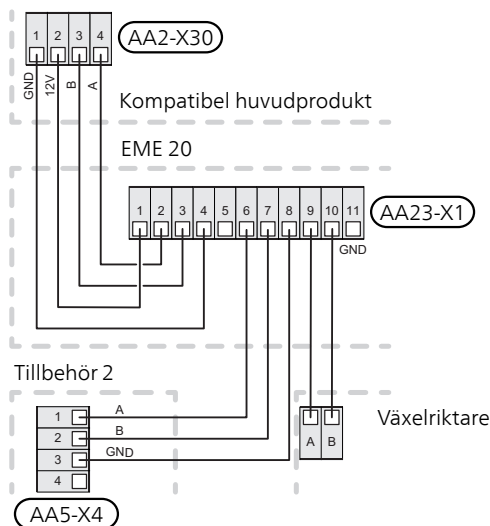 1 2 3 4
AA2-X30
GND 12V B A
Kompatibel huvudprodukt
EME 20
1 2 3 4 5 6 7 8 9 10 11
AA23-X1
GND
Tillbehör 2
1 A
2 B
3 GND
4
AA5-X4
A B
Växelriktare